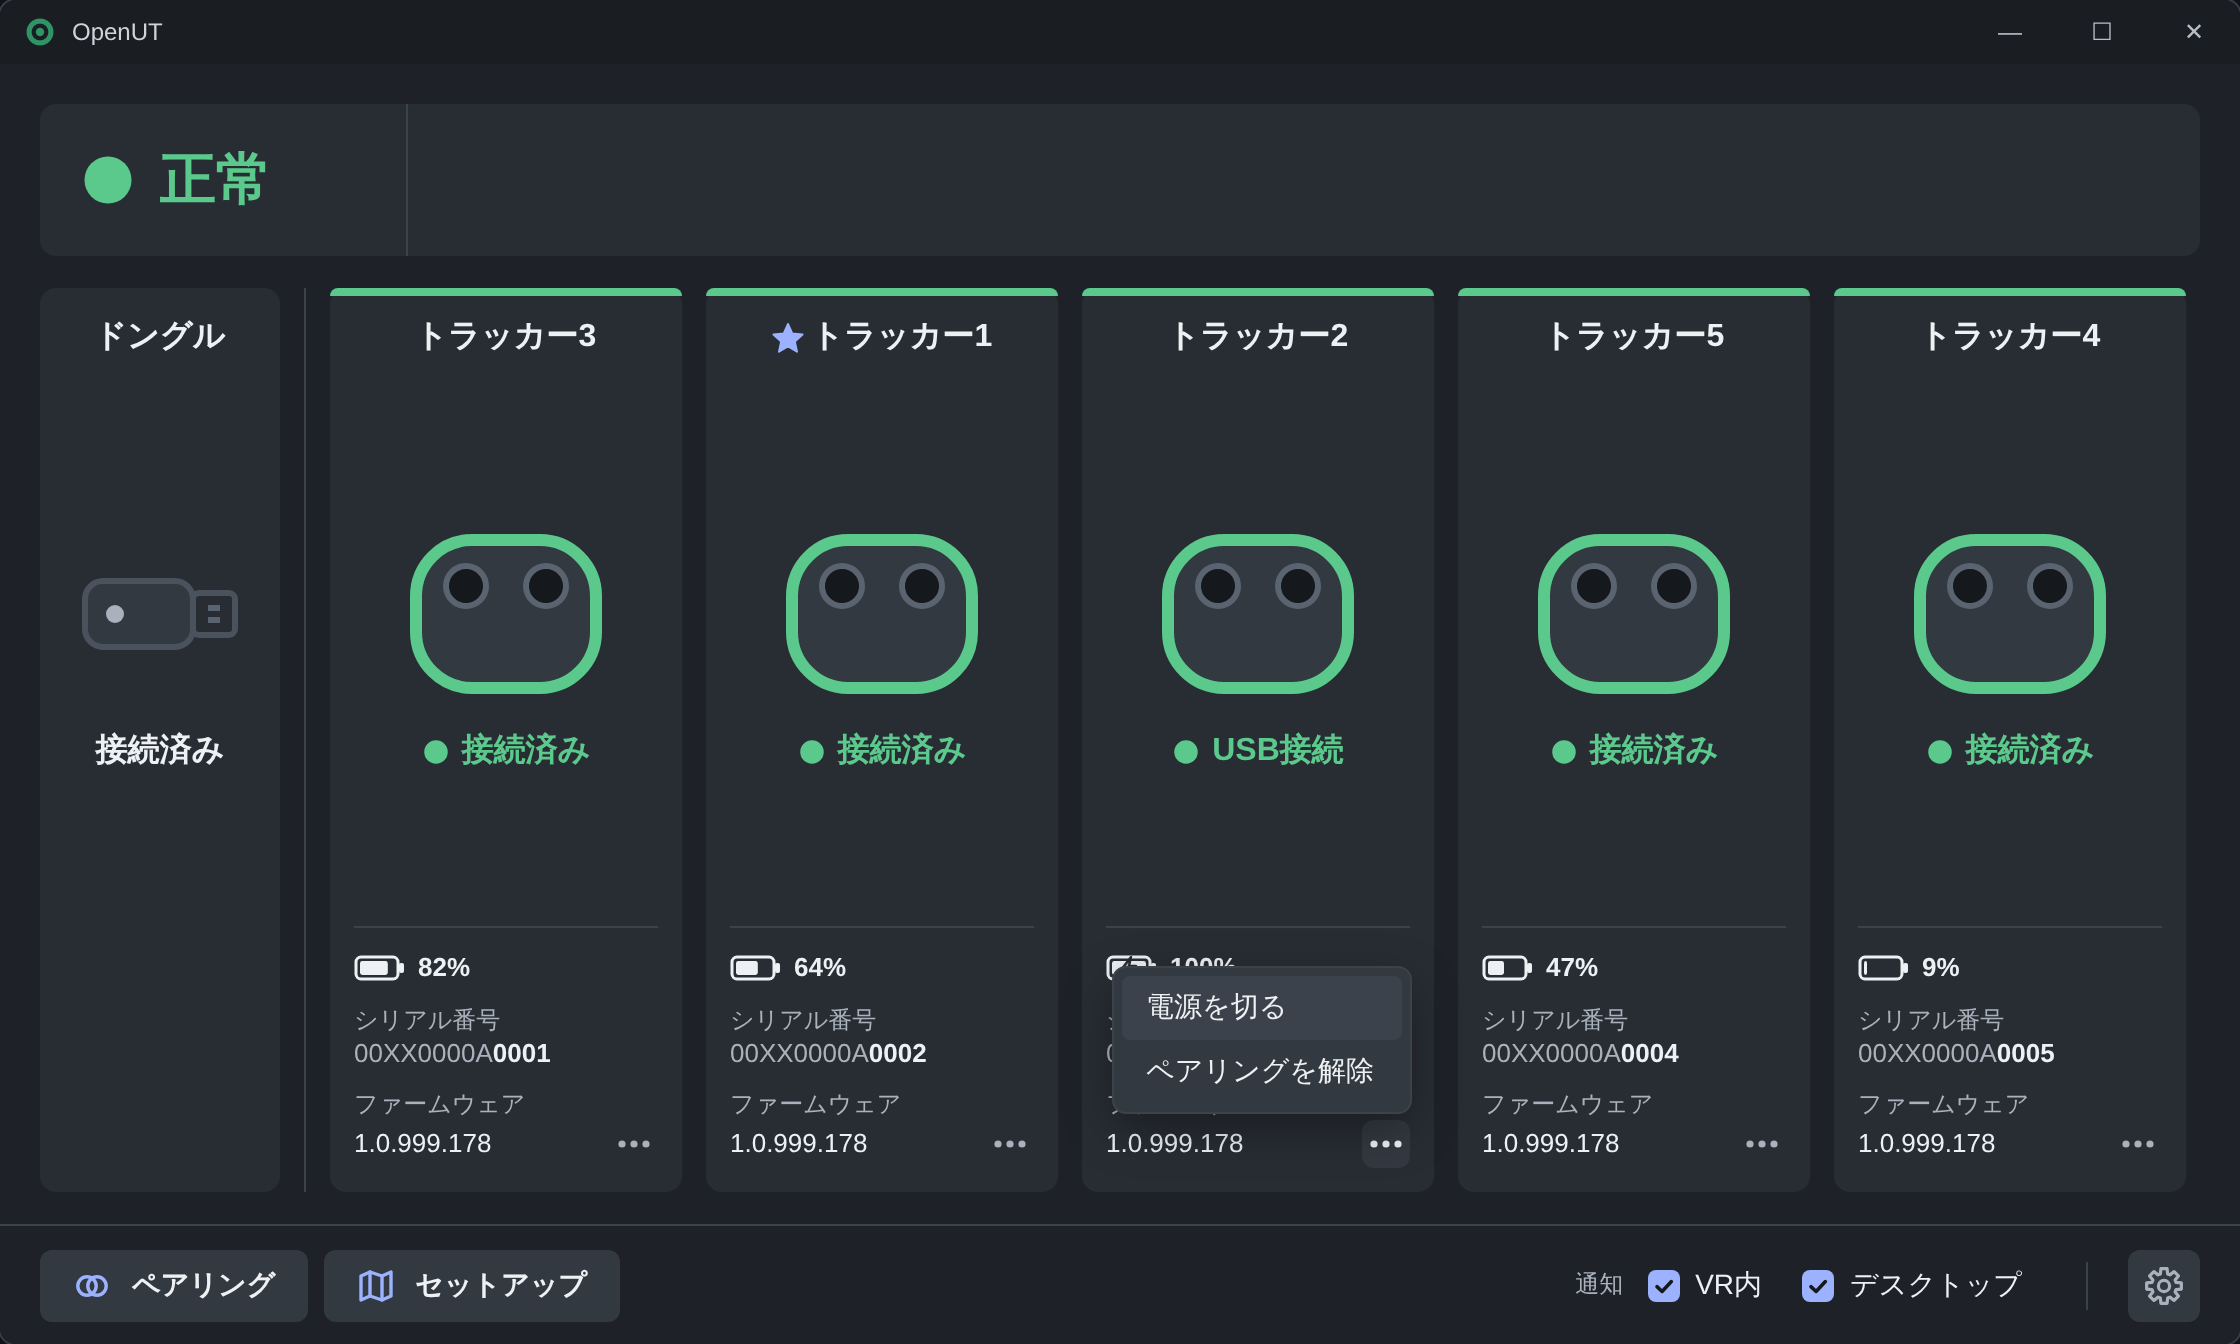 OpenUT
正常
ドングル
接続済み
トラッカー3
接続済み
82%
シリアル番号
00XX0000A0001
ファームウェア
1.0.999.178
トラッカー1
接続済み
64%
シリアル番号
00XX0000A0002
ファームウェア
1.0.999.178
トラッカー2
USB接続
100%
電源を切る
ペアリングを解除
1.0.999.178
トラッカー5
接続済み
47%
シリアル番号
00XX0000A0004
ファームウェア
1.0.999.178
トラッカー4
接続済み
9%
シリアル番号
00XX0000A0005
ファームウェア
1.0.999.178
ペアリング
セットアップ
通知
VR内
デスクトップ